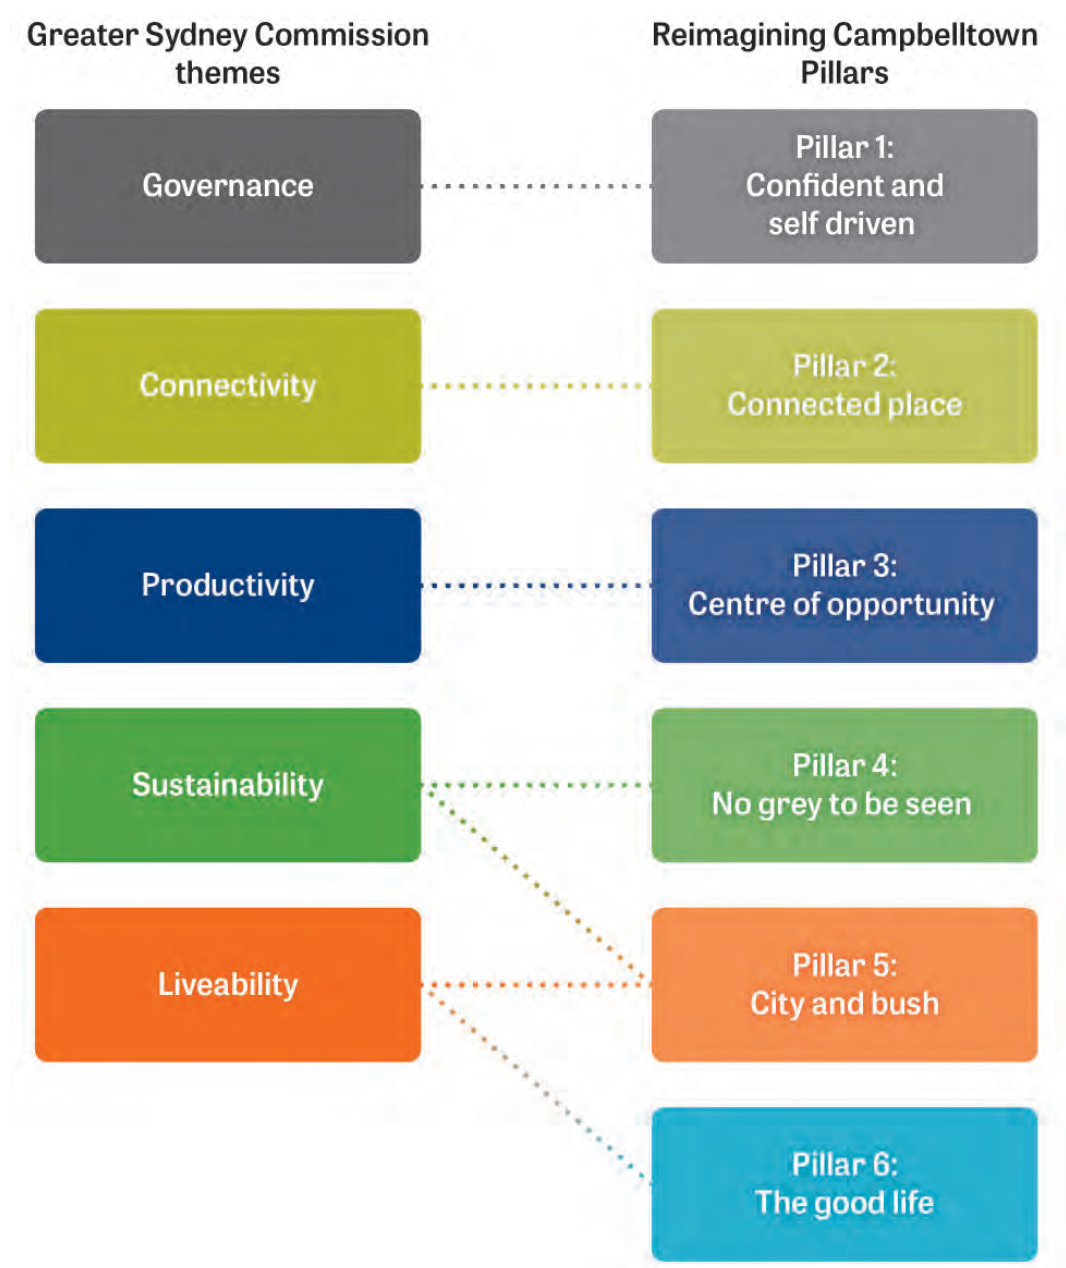 Greater Sydney Commission
themes
Reimagining Campbelltown
Pillars
Governance
Pillar 1:
Confident and
self driven
Connectivity
Pillar 2:
Connected place
Productivity
Pillar 3:
Centre of opportunity
Sustainability
Pillar 4:
No grey to be seen
Liveability
Pillar 5:
City and bush
Pillar 6:
The good life